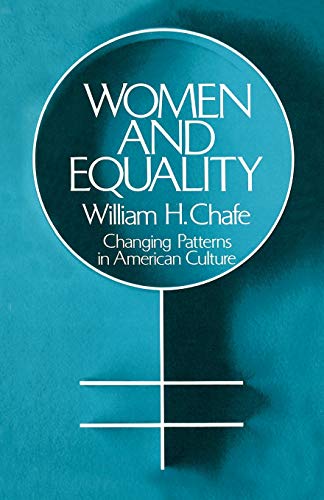 WOMEN
AND
EQUALITY
William H. Chafe
Changing Patterns
in American Culture